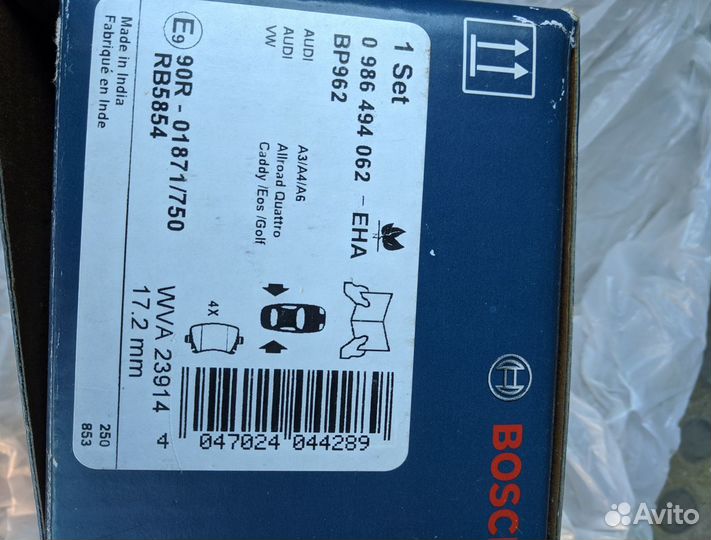 1 Set
0 986 494 062 - EHA
BP962
AUDI A3/A4/A6
AUDI Allroad Quattro
VW Caddy /Eos /Golf
N
4X
E9 90R - 01871/750
RB5854
WVA 23914 4
17.2 mm
Made in India
Fabriqué en Inde
250
853
047024 044289
BOSCH
Avito